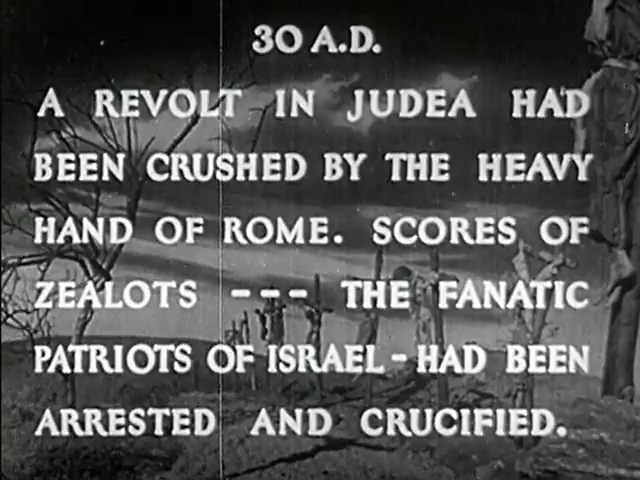 30 A.D.
A REVOLT IN JUDEA HAD
BEEN CRUSHED BY THE HEAVY
HAND OF ROME. SCORES OF
ZEALOTS --- THE FANATIC
PATRIOTS OF ISRAEL - HAD BEEN
ARRESTED AND CRUCIFIED.